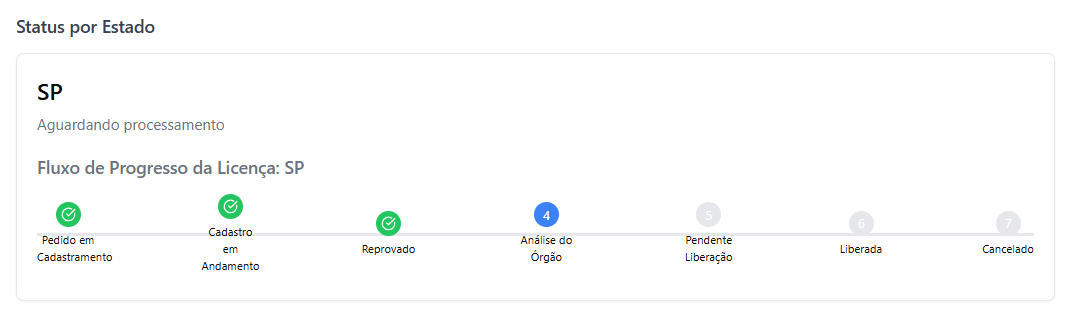 Status por Estado
SP
Aguardando processamento
Fluxo de Progresso da Licença: SP
4
5
6
7
Pedido em
Cadastramento
Cadastro
em
Andamento
Reprovado
Análise do
Órgão
Pendente
Liberação
Liberada
Cancelado